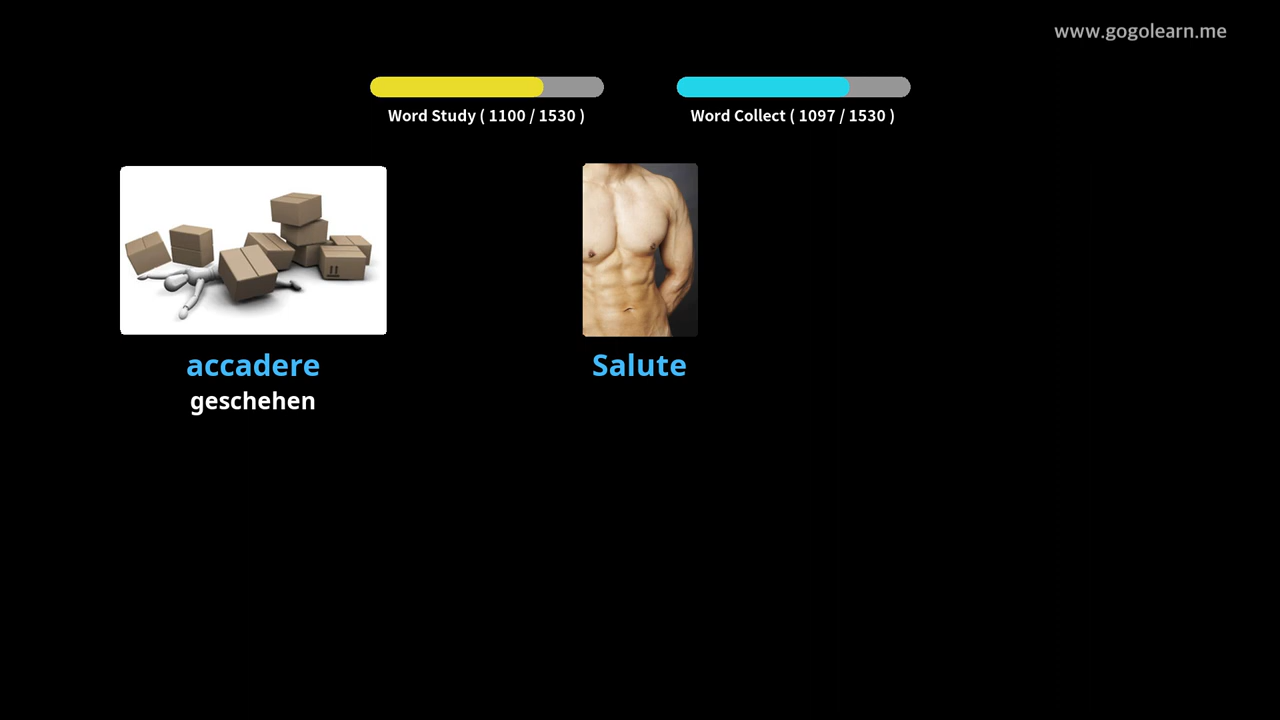 www.gogolearn.me
Word Study ( 1100 / 1530 )
Word Collect ( 1097 / 1530 )
accadere
geschehen
Salute